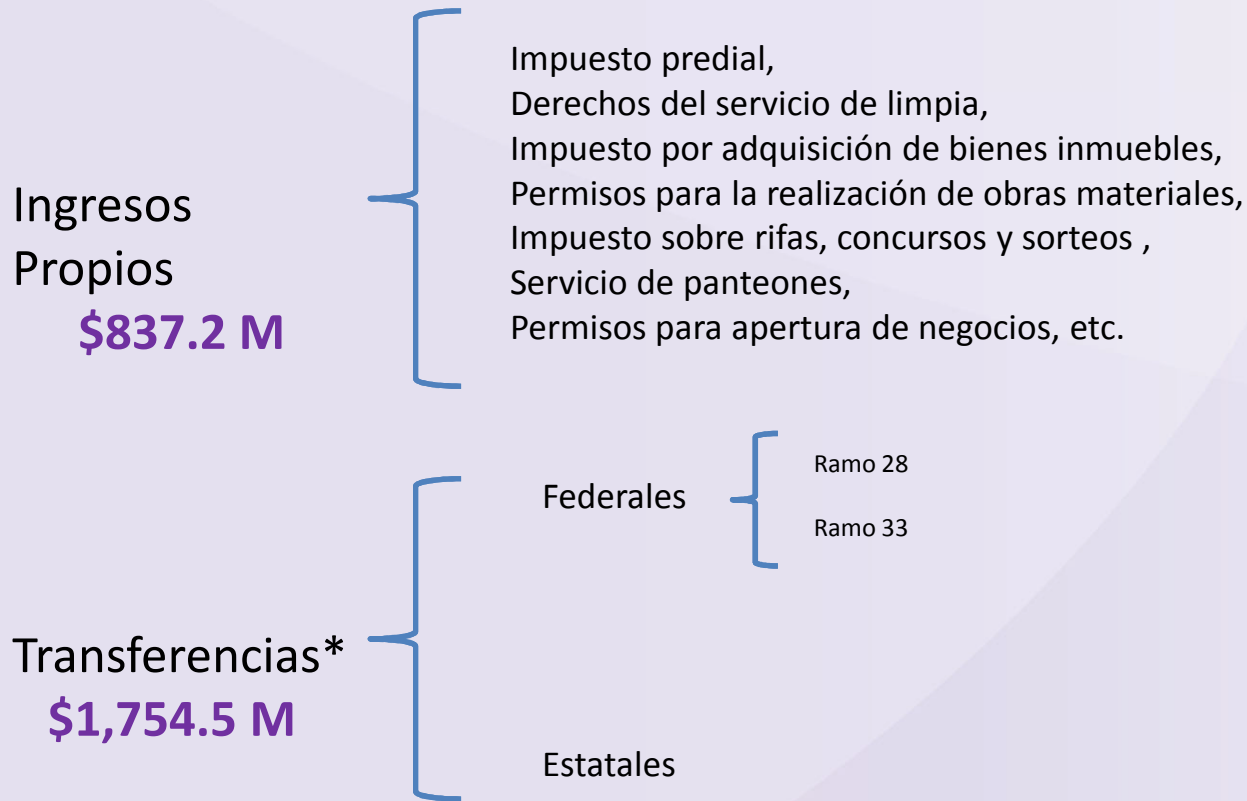 Ingresos
Propios
$837.2 M
Impuesto predial,
Derechos del servicio de limpia,
Impuesto por adquisición de bienes inmuebles,
Permisos para la realización de obras materiales,
Impuesto sobre rifas, concursos y sorteos ,
Servicio de panteones,
Permisos para apertura de negocios, etc.
Transferencias*
$1,754.5 M
Federales
Ramo 28
Ramo 33
Estatales